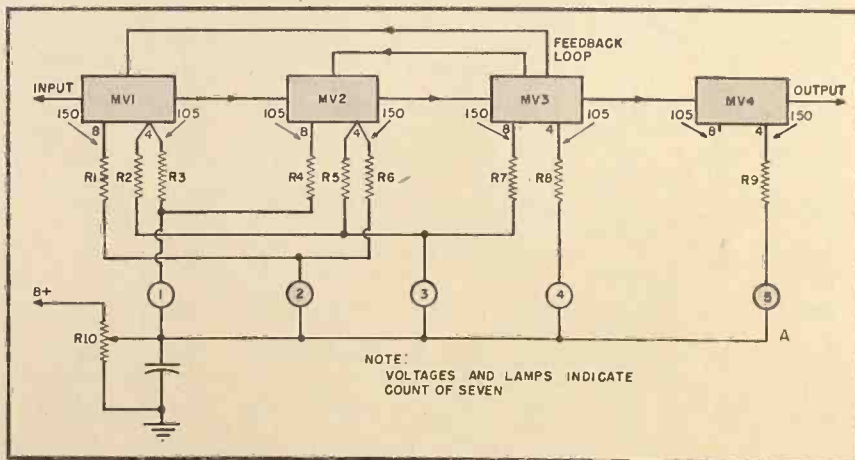 FEEDBACK
LOOP
INPUT
MV1
MV2
MV3
MV4
OUTPUT
150 8 4 105
105 8 4 150
150 8 4 105
105 8 4 150
R1 R2 R3 R4 R5 R6 R7 R8 R9
1 2 3 4 5
B+
R10
A
NOTE:
VOLTAGES AND LAMPS INDICATE
COUNT OF SEVEN